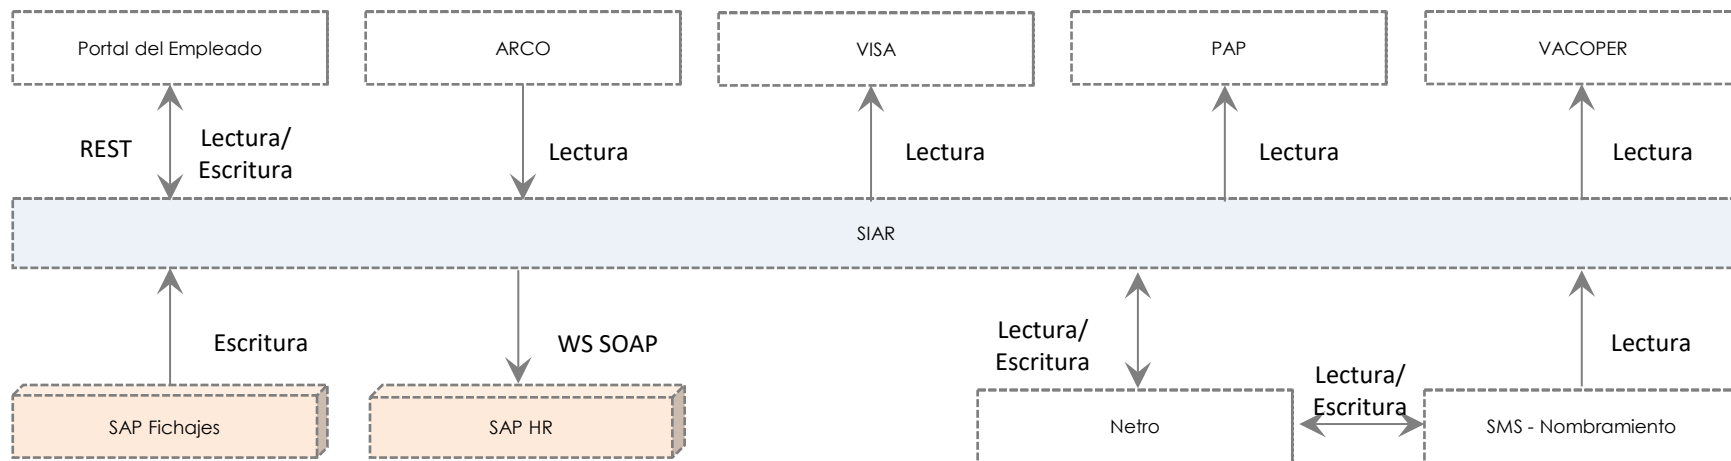 Portal del Empleado
ARCO
VISA
PAP
VACOPER
REST
Lectura/
Escritura
Lectura
Lectura
Lectura
Lectura
SIAR
Escritura
WS SOAP
Lectura/
Escritura
Lectura/
Escritura
Lectura
SAP Fichajes
SAP HR
Netro
SMS - Nombramiento